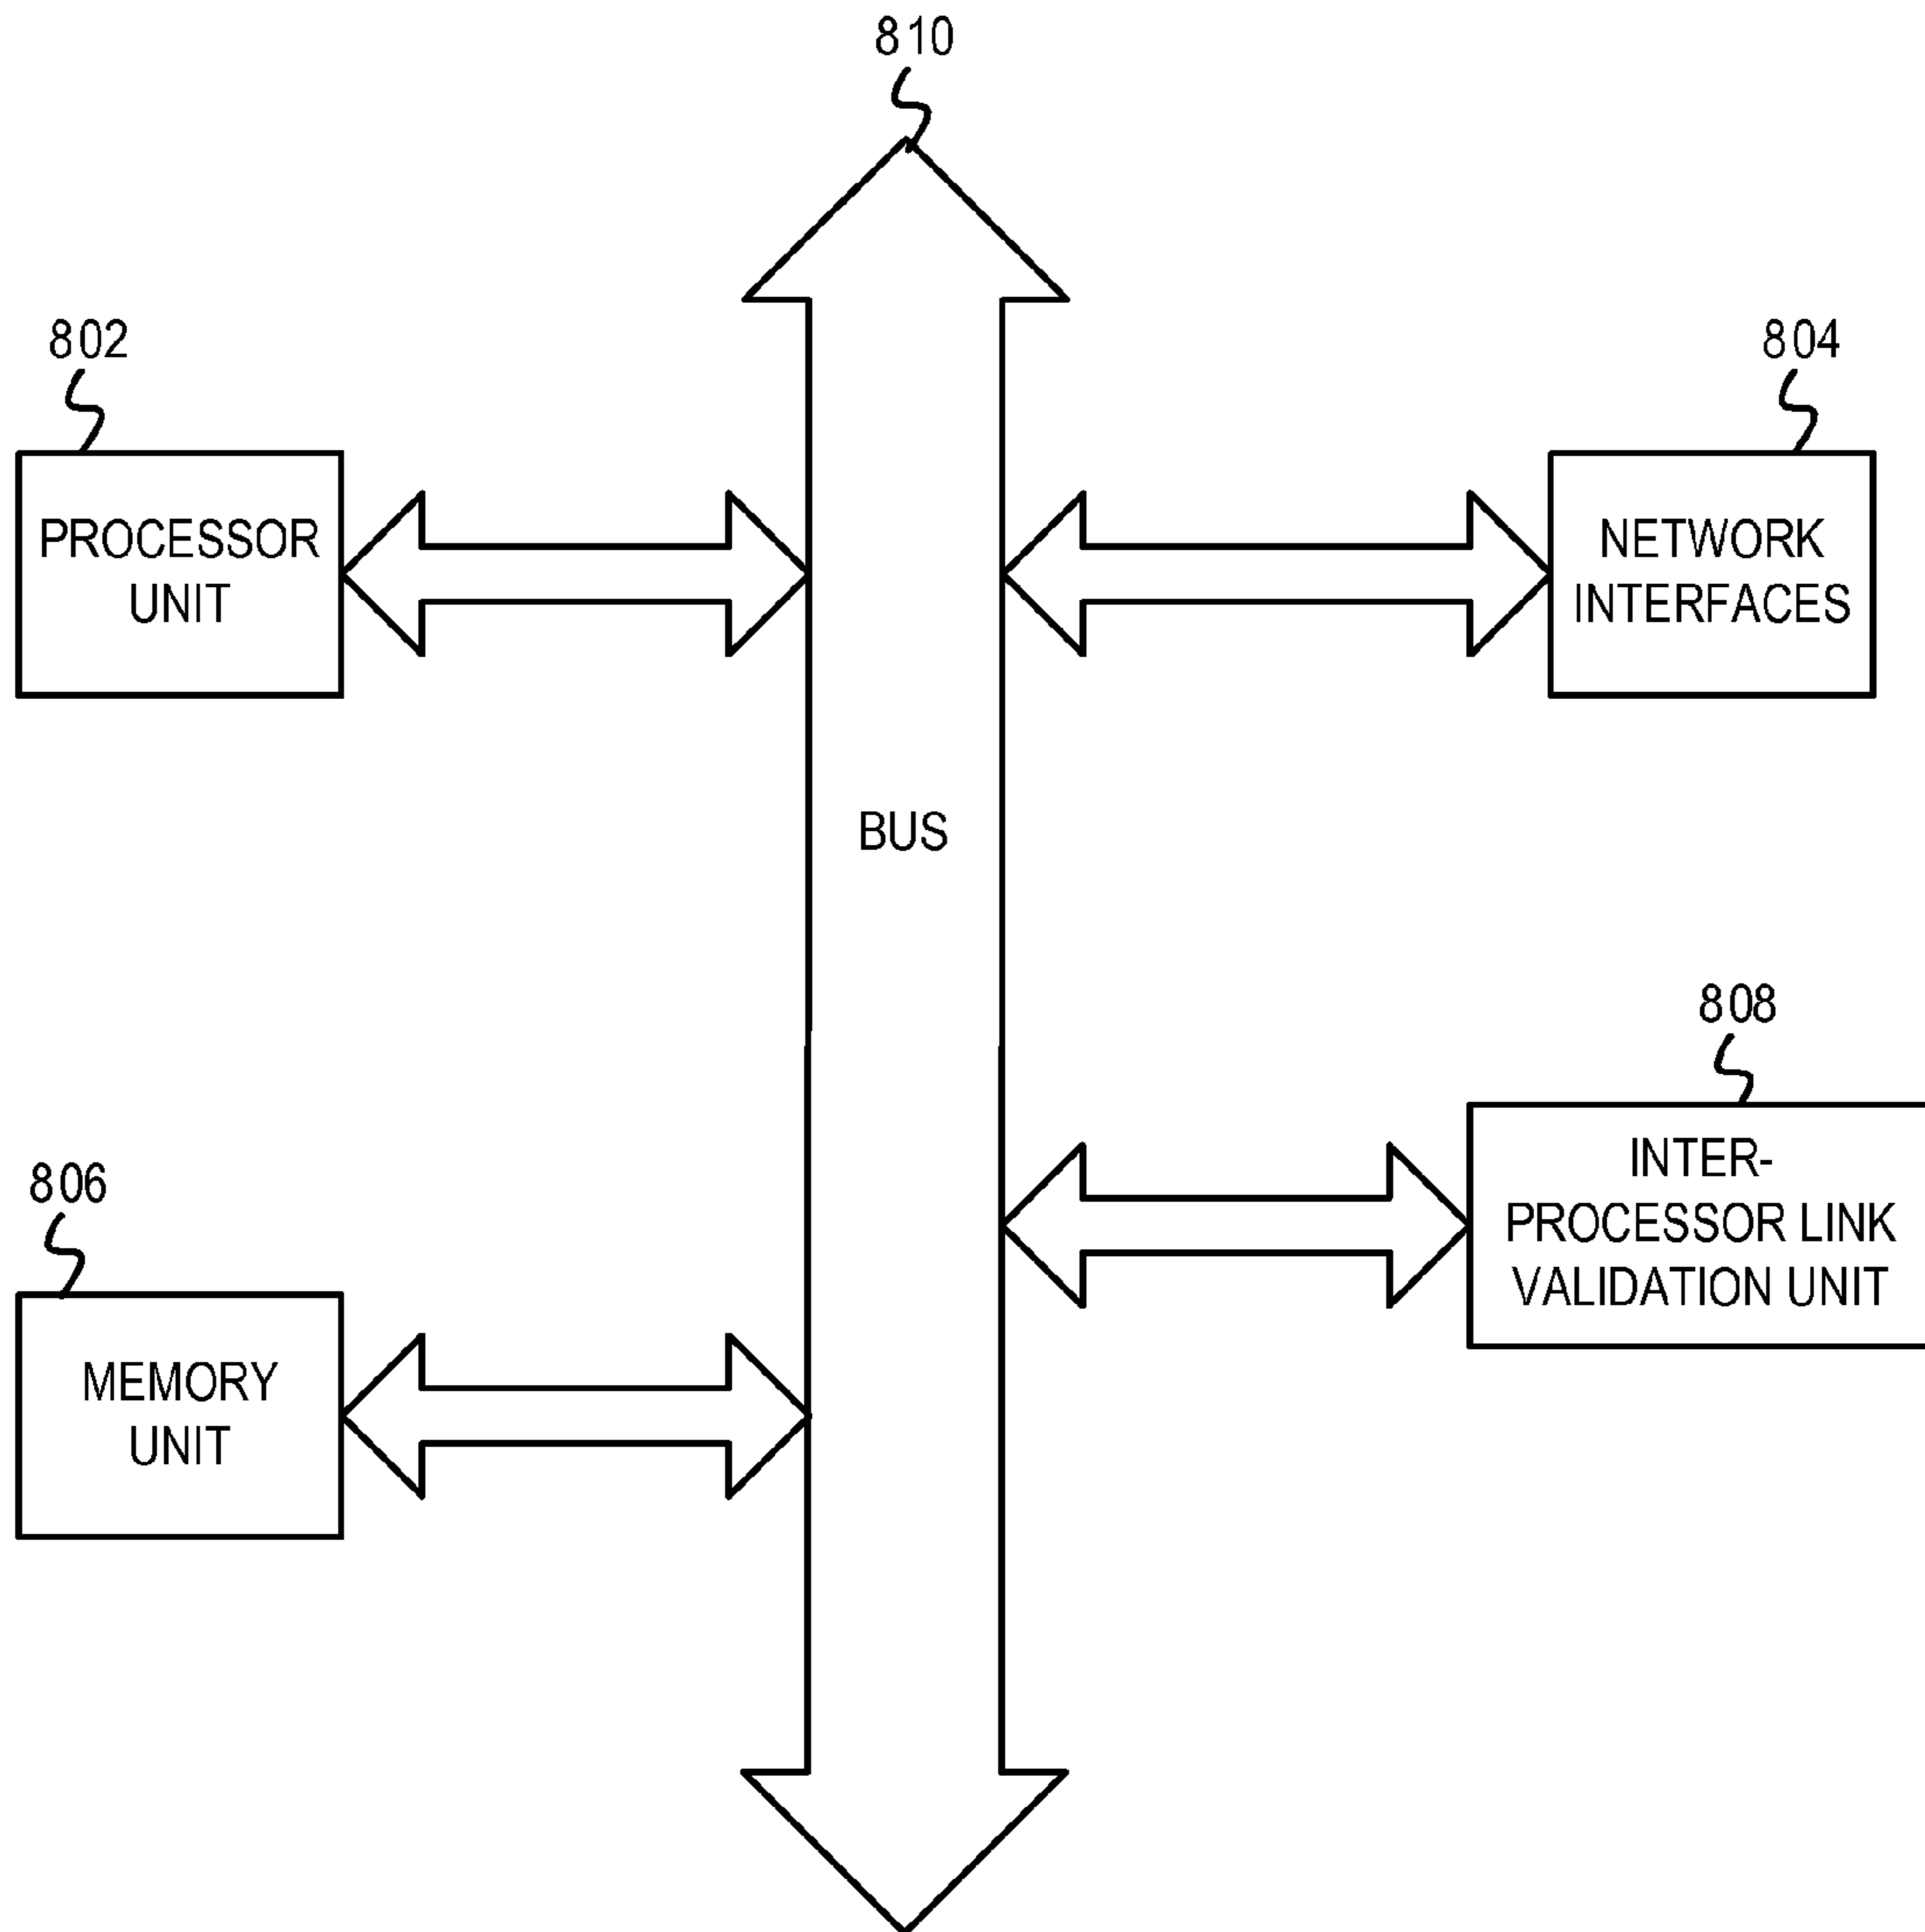 810
802
PROCESSOR
UNIT
804
NETWORK
INTERFACES
BUS
808
INTER-
PROCESSOR LINK
VALIDATION UNIT
806
MEMORY
UNIT